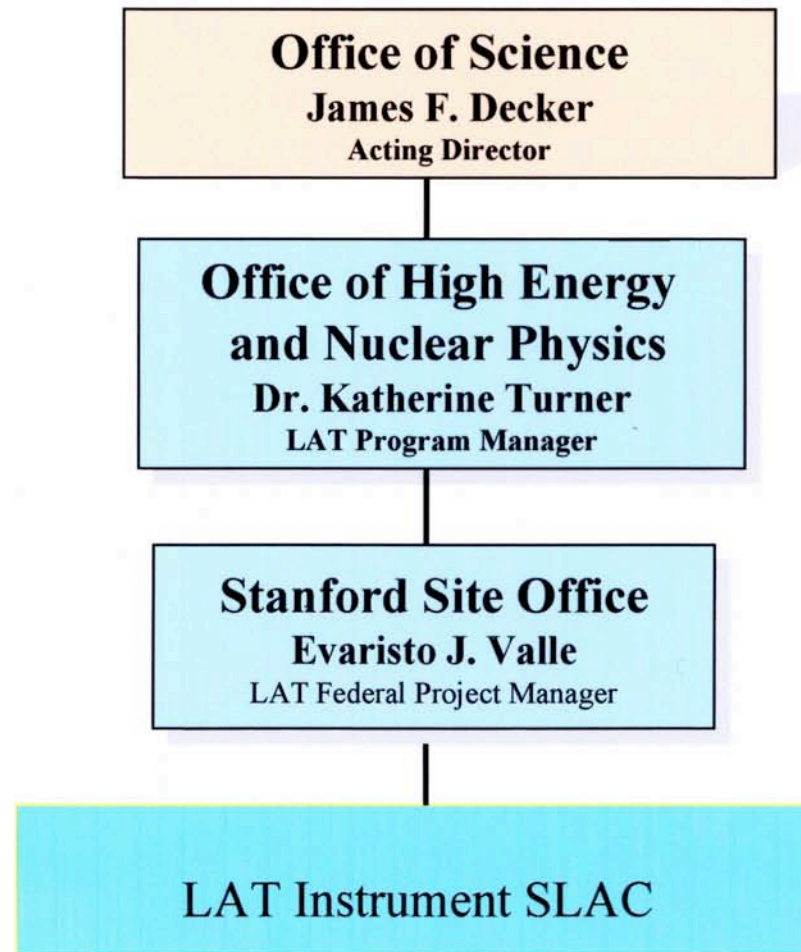 Office of Science
James F. Decker
Acting Director
Office of High Energy
and Nuclear Physics
Dr. Katherine Turner
LAT Program Manager
Stanford Site Office
Evaristo J. Valle
LAT Federal Project Manager
LAT Instrument SLAC